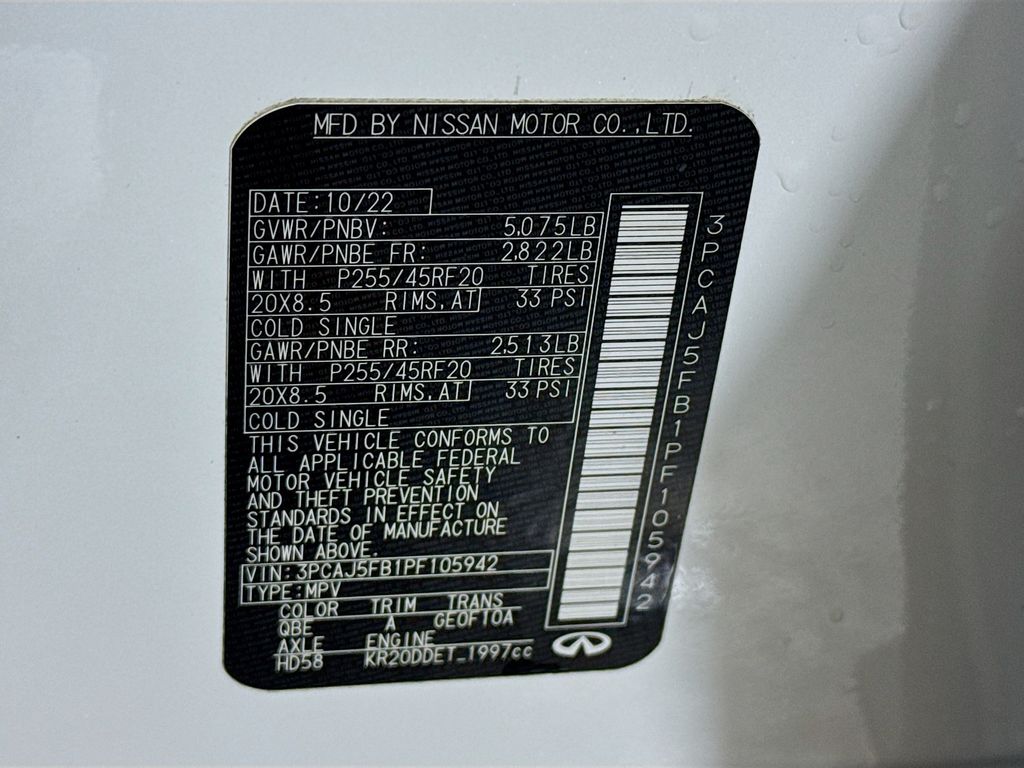 MFD BY NISSAN MOTOR CO.,LTD.
DATE:10/22
GVWR/PNBV: 5,075LB
GAWR/PNBE FR: 2,822LB
WITH P255/45RF20 TIRES
20X8.5 RIMS,AT 33 PSI
COLD SINGLE
GAWR/PNBE RR: 2,513LB
WITH P255/45RF20 TIRES
20X8.5 RIMS,AT 33 PSI
COLD SINGLE
THIS VEHICLE CONFORMS TO
ALL APPLICABLE FEDERAL
MOTOR VEHICLE SAFETY
AND THEFT PREVENTION
STANDARDS IN EFFECT ON
THE DATE OF MANUFACTURE
SHOWN ABOVE.
VIN:3PCAJ5FB1PF105942
TYPE:MPV
COLOR TRIM TRANS
QBE A GEOF10A
AXLE ENGINE
HD58 KR20DDET_1997cc
3PCAJ5FB1PF105942